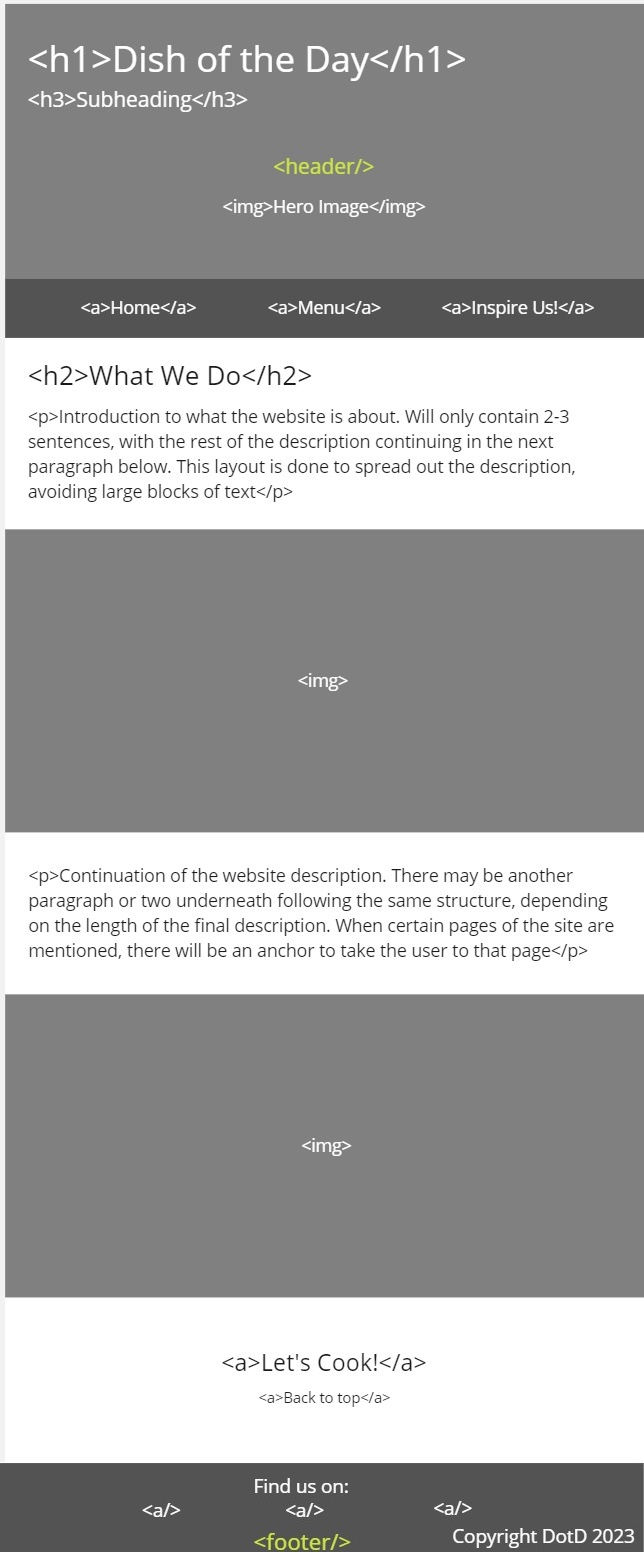 <h1>Dish of the Day</h1>
<h3>Subheading</h3>
<header/>
<img>Hero Image</img>
<a>Home</a> <a>Menu</a> <a>Inspire Us!</a>
<h2>What We Do</h2>
<p>Introduction to what the website is about. Will only contain 2-3
sentences, with the rest of the description continuing in the next
paragraph below. This layout is done to spread out the description,
avoiding large blocks of text</p>
<img>
<p>Continuation of the website description. There may be another
paragraph or two underneath following the same structure, depending
on the length of the final description. When certain pages of the site are
mentioned, there will be an anchor to take the user to that page</p>
<img>
<a>Let's Cook!</a>
<a>Back to top</a>
Find us on:
<a/> <a/> <a/>
<footer/> Copyright DotD 2023